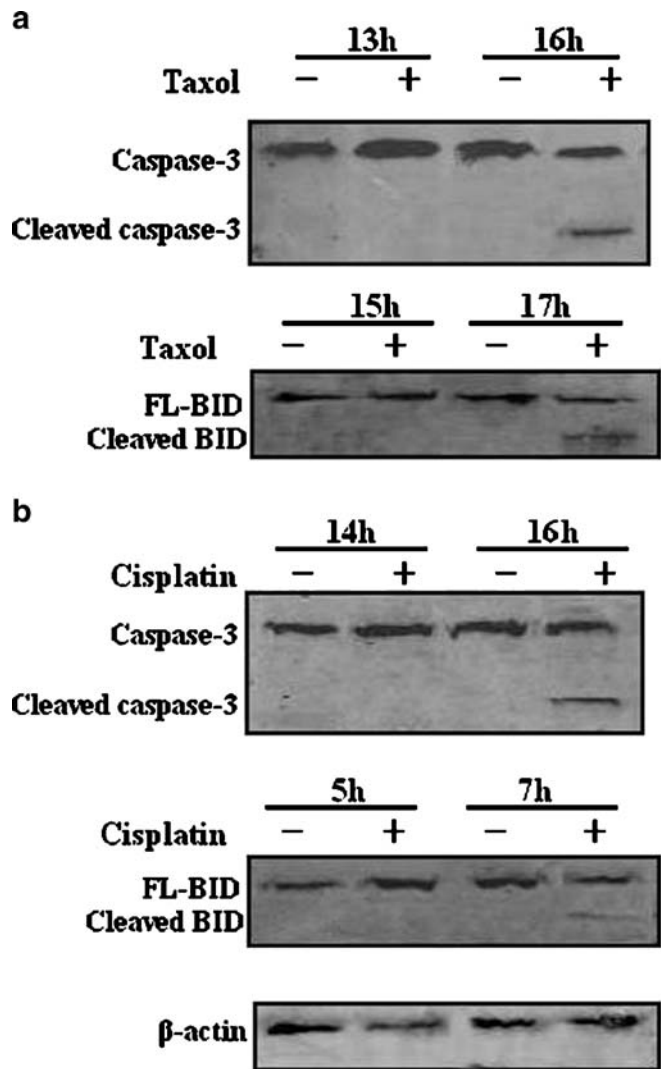 a
13h 16h
Taxol − + − +
Caspase-3
Cleaved caspase-3
15h 17h
Taxol − + − +
FL-BID
Cleaved BID
b
14h 16h
Cisplatin − + − +
Caspase-3
Cleaved caspase-3
5h 7h
Cisplatin − + − +
FL-BID
Cleaved BID
β-actin